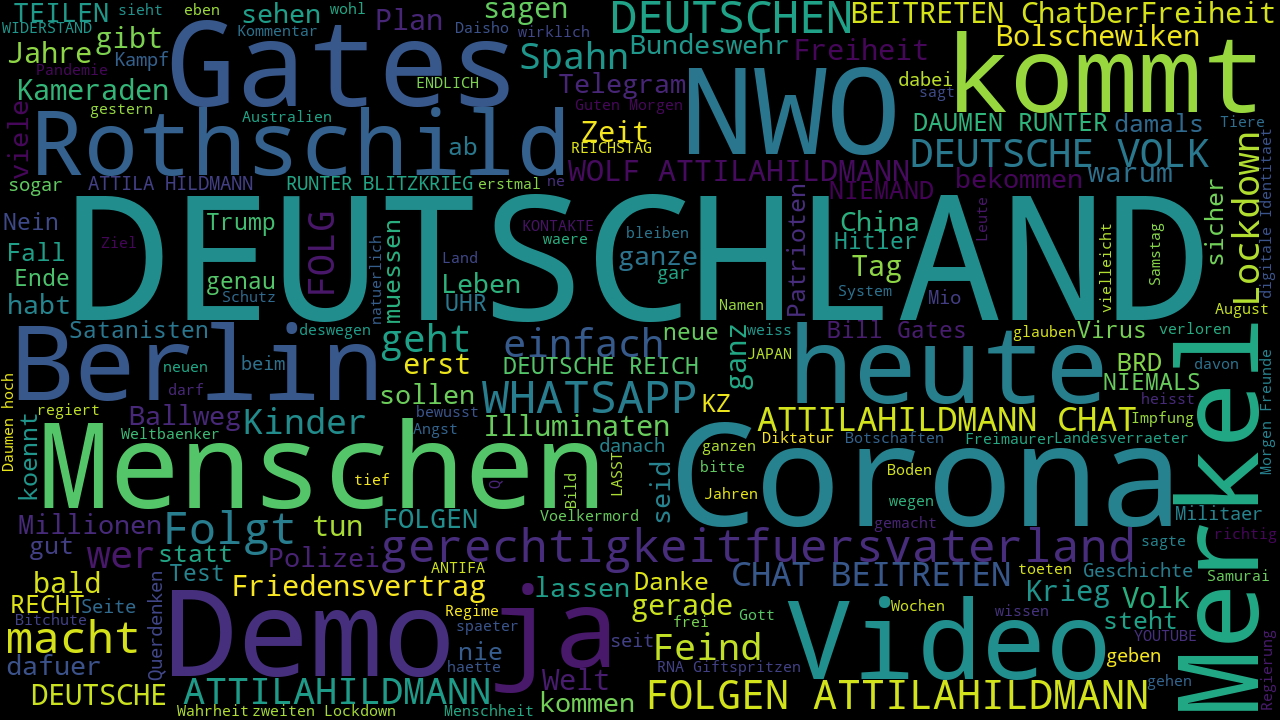 TEILEN sieht eben wohl Plan sagen DEUTSCHEN BEITRETEN ChatDerFreiheit
WIDERSTAND Kommentar sehen Daisho wirklich Bolschewiken
Jahre gibt Kampf Gates Spahn Bundeswehr Freiheit kommt
Pandemie Kameraden gestern ENDLICH Telegram NWO dabei sagt
Guten Morgen
viele Rothschild Australien ab Zeit REICHSTAG DAUMEN RUNTER damals Tiere
WOLF ATTILAHILDMANN DEUTSCHE VOLK warum
sogar ATTILA HILDMANN RUNTER BLITZKRIEG erstmal ne NIEMAND bekommen
Nein Ziel Trump FOLG KONTAKTE waere bleiben China Hitler Leute
DEUTSCHLAND
Fall genau natuerlich muessen Land ganze gar Patrioten Tag vielleicht Samstag sicher Lockdown digitale Identitaet
Ende Schutz Leben System Mio
habt UHR Namen August
Satanisten deswegen geht einfach neue weiss Bill Gates glauben Virus verloren
Berlin neuen beim erst DEUTSCHE REICH ganz JAPAN heute BRD davon
Daumen hoch darf sollen WHATSAPP KZ NIEMALS heisst
regiert Ballweg Kinder bewusst Illuminaten ATTILAHILDMANN CHAT Impfung
koennt Weltbaenker Angst danach ganzen Diktatur Botschaften Freimaurer Landesverraeter Morgen Freunde
Menschen tief Q Bild LASST seid bitte Corona Boden Merkel
Jahren wegen
Millionen Folgt tun FOLGEN Voelkermord gemacht Militaer
gut wer statt Polizei gerechtigkeitfuersvaterland sagte richtig
bald Test Friedensvertrag ANTIFA lassen Danke CHAT BEITRETEN toeten Geschichte Samurai
RECHT Seite Querdenken Regime gerade Wochen Krieg Volk
Bitchute Demo ja spaeter frei Gott Video wissen steht YOUTUBE
macht nie seit Feind geben
dafuer haette Welt RNA Giftspritzen gehen Regierung
DEUTSCHE ATTILAHILDMANN kommen FOLGEN ATTILAHILDMANN
Wahrheit zweiten Lockdown Menschheit